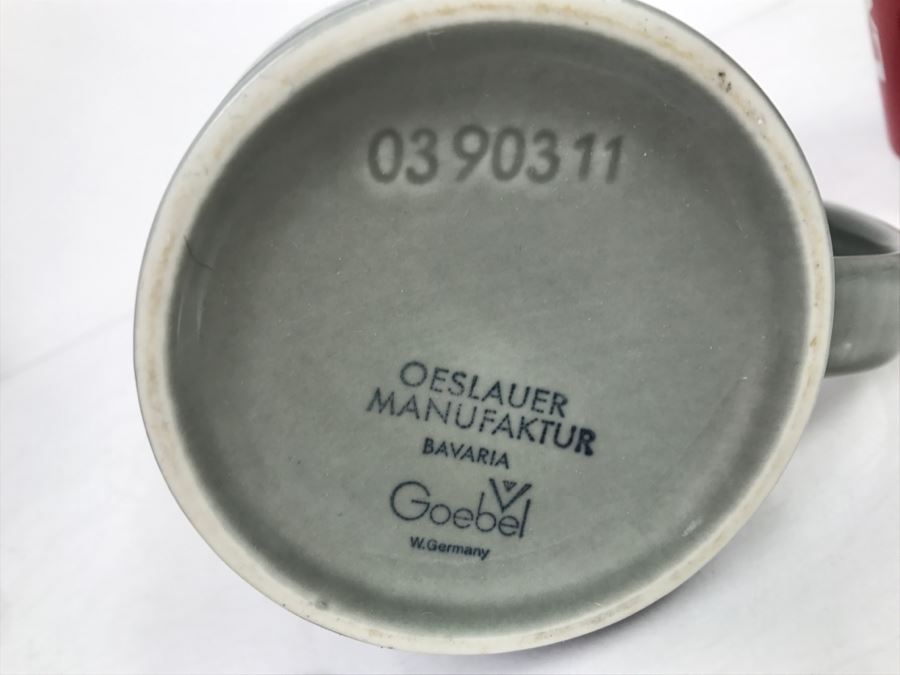 03 903 11
OESLAUER
MANUFAKTUR
BAVARIA
Goebel
W.Germany